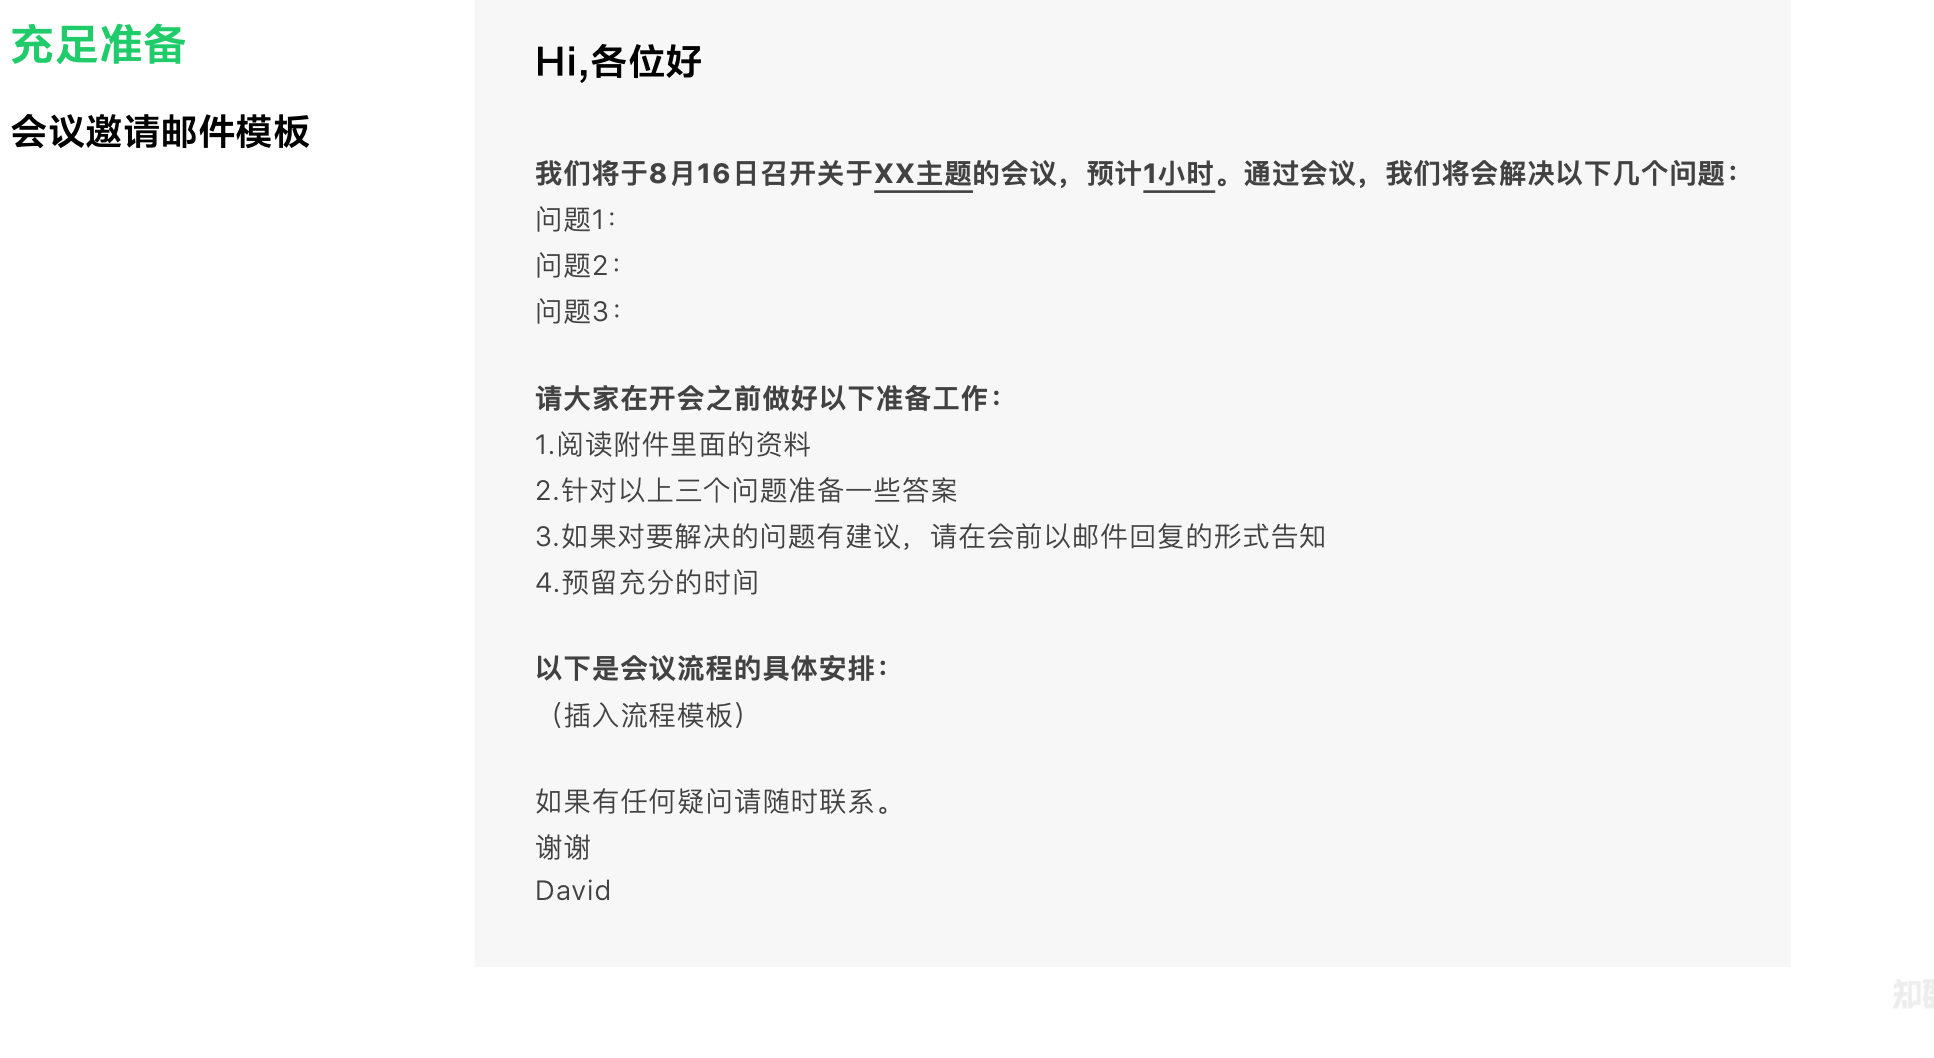 充足准备
会议邀请邮件模板
Hi,各位好
我们将于8月16日召开关于XX主题的会议，预计1小时。通过会议，我们将会解决以下几个问题：
问题1：
问题2：
问题3：
请大家在开会之前做好以下准备工作：
1.阅读附件里面的资料
2.针对以上三个问题准备一些答案
3.如果对要解决的问题有建议，请在会前以邮件回复的形式告知
4.预留充分的时间
以下是会议流程的具体安排：
（插入流程模板）
如果有任何疑问请随时联系。
谢谢
David
知